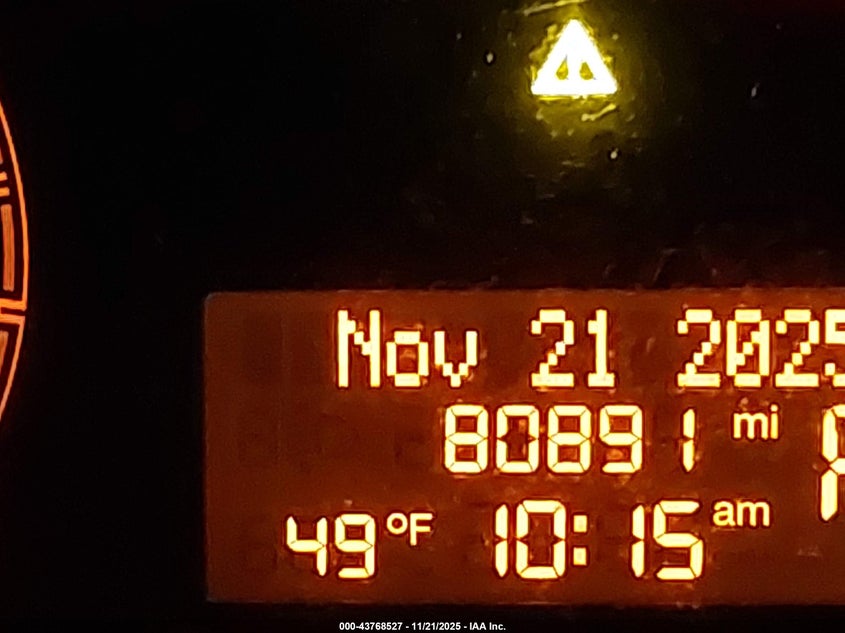 Nov 21 2025
80891 mi
49°F 10:15 am
000-43768527 - 11/21/2025 - IAA Inc.